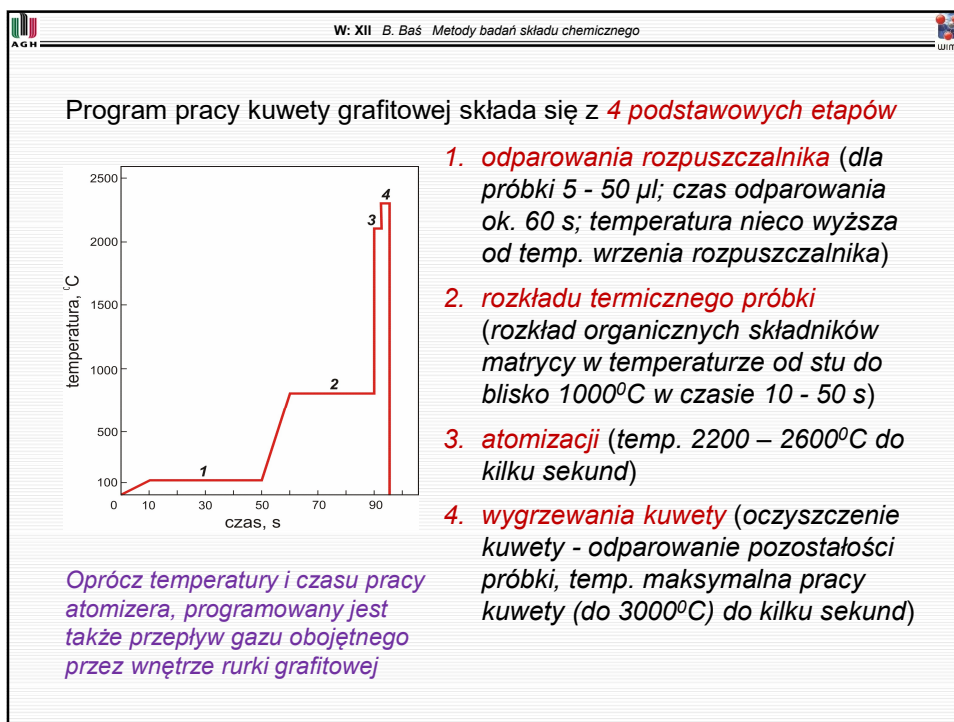 AGH
W: XII B. Baś Metody badań składu chemicznego
WIM
Program pracy kuwety grafitowej składa się z 4 podstawowych etapów
2500
2000
1500
1000
500
100
0
10
30
50
70
90
temperatura, °C
czas, s
1
2
3
4
1. odparowania rozpuszczalnika (dla
próbki 5 - 50 µl; czas odparowania
ok. 60 s; temperatura nieco wyższa
od temp. wrzenia rozpuszczalnika)
2. rozkładu termicznego próbki
(rozkład organicznych składników
matrycy w temperaturze od stu do
blisko 1000⁰C w czasie 10 - 50 s)
3. atomizacji (temp. 2200 – 2600⁰C do
kilku sekund)
4. wygrzewania kuwety (oczyszczenie
kuwety - odparowanie pozostałości
próbki, temp. maksymalna pracy
kuwety (do 3000⁰C) do kilku sekund)
Oprócz temperatury i czasu pracy
atomizera, programowany jest
także przepływ gazu obojętnego
przez wnętrze rurki grafitowej